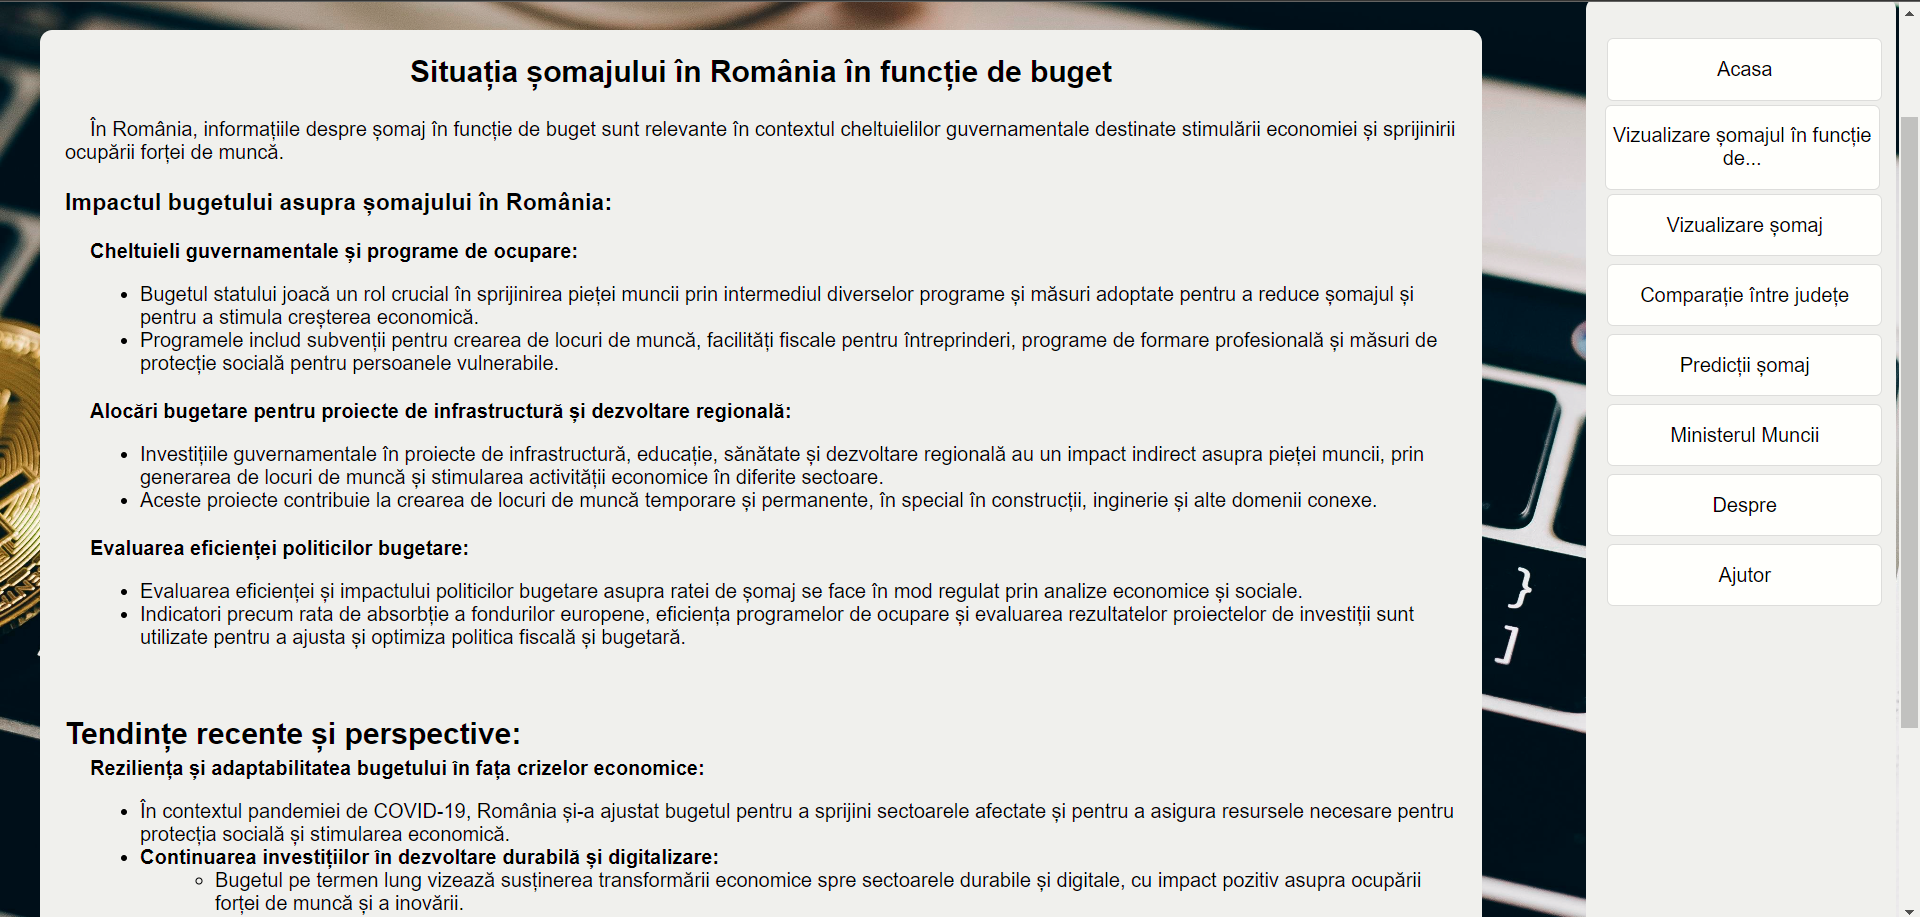 Situația șomajului în România în funcție de buget
În România, informațiile despre șomaj în funcție de buget sunt relevante în contextul cheltuielilor guvernamentale destinate stimulării economiei și sprijinirii
ocupării forței de muncă.
Impactul bugetului asupra șomajului în România:
Cheltuieli guvernamentale și programe de ocupare:
Bugetul statului joacă un rol crucial în sprijinirea pieței muncii prin intermediul diverselor programe și măsuri adoptate pentru a reduce șomajul și
pentru a stimula creșterea economică.
Programele includ subvenții pentru crearea de locuri de muncă, facilități fiscale pentru întreprinderi, programe de formare profesională și măsuri de
protecție socială pentru persoanele vulnerabile.
Alocări bugetare pentru proiecte de infrastructură și dezvoltare regională:
Investițiile guvernamentale în proiecte de infrastructură, educație, sănătate și dezvoltare regională au un impact indirect asupra pieței muncii, prin
generarea de locuri de muncă și stimularea activității economice în diferite sectoare.
Aceste proiecte contribuie la crearea de locuri de muncă temporare și permanente, în special în construcții, inginerie și alte domenii conexe.
Evaluarea eficienței politicilor bugetare:
Evaluarea eficienței și impactului politicilor bugetare asupra ratei de șomaj se face în mod regulat prin analize economice și sociale.
Indicatori precum rata de absorbție a fondurilor europene, eficiența programelor de ocupare și evaluarea rezultatelor proiectelor de investiții sunt
utilizate pentru a ajusta și optimiza politica fiscală și bugetară.
Tendințe recente și perspective:
Reziliența și adaptabilitatea bugetului în fața crizelor economice:
În contextul pandemiei de COVID-19, România și-a ajustat bugetul pentru a sprijini sectoarele afectate și pentru a asigura resursele necesare pentru
protecția socială și stimularea economică.
Continuarea investițiilor în dezvoltare durabilă și digitalizare:
Bugetul pe termen lung vizează susținerea transformării economice spre sectoarele durabile și digitale, cu impact pozitiv asupra ocupării
forței de muncă și a inovării.
Acasa
Vizualizare șomajul în funcție
de...
Vizualizare șomaj
Comparație între județe
Predicții șomaj
Ministerul Muncii
Despre
Ajutor
}
]